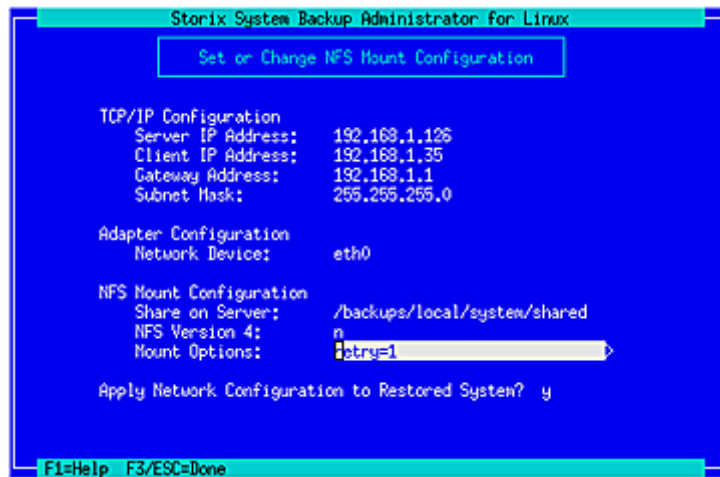 Storix System Backup Administrator for Linux
Set or Change NFS Mount Configuration
TCP/IP Configuration
Server IP Address: 192.168.1.126
Client IP Address: 192.168.1.35
Gateway Address: 192.168.1.1
Subnet Mask: 255.255.255.0
Adapter Configuration
Network Device: eth0
NFS Mount Configuration
Share on Server: /backups/local/system/shared
NFS Version 4: n
Mount Options: retry=1
Apply Network Configuration to Restored System? y
F1=Help F3/ESC=Done